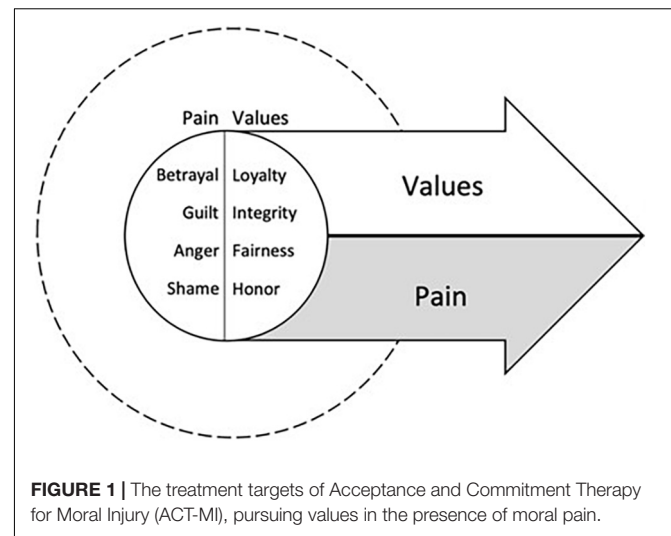 Pain Values
Betrayal Loyalty
Guilt Integrity
Anger Fairness
Shame Honor
Values
Pain
FIGURE 1 | The treatment targets of Acceptance and Commitment Therapy
for Moral Injury (ACT-MI), pursuing values in the presence of moral pain.